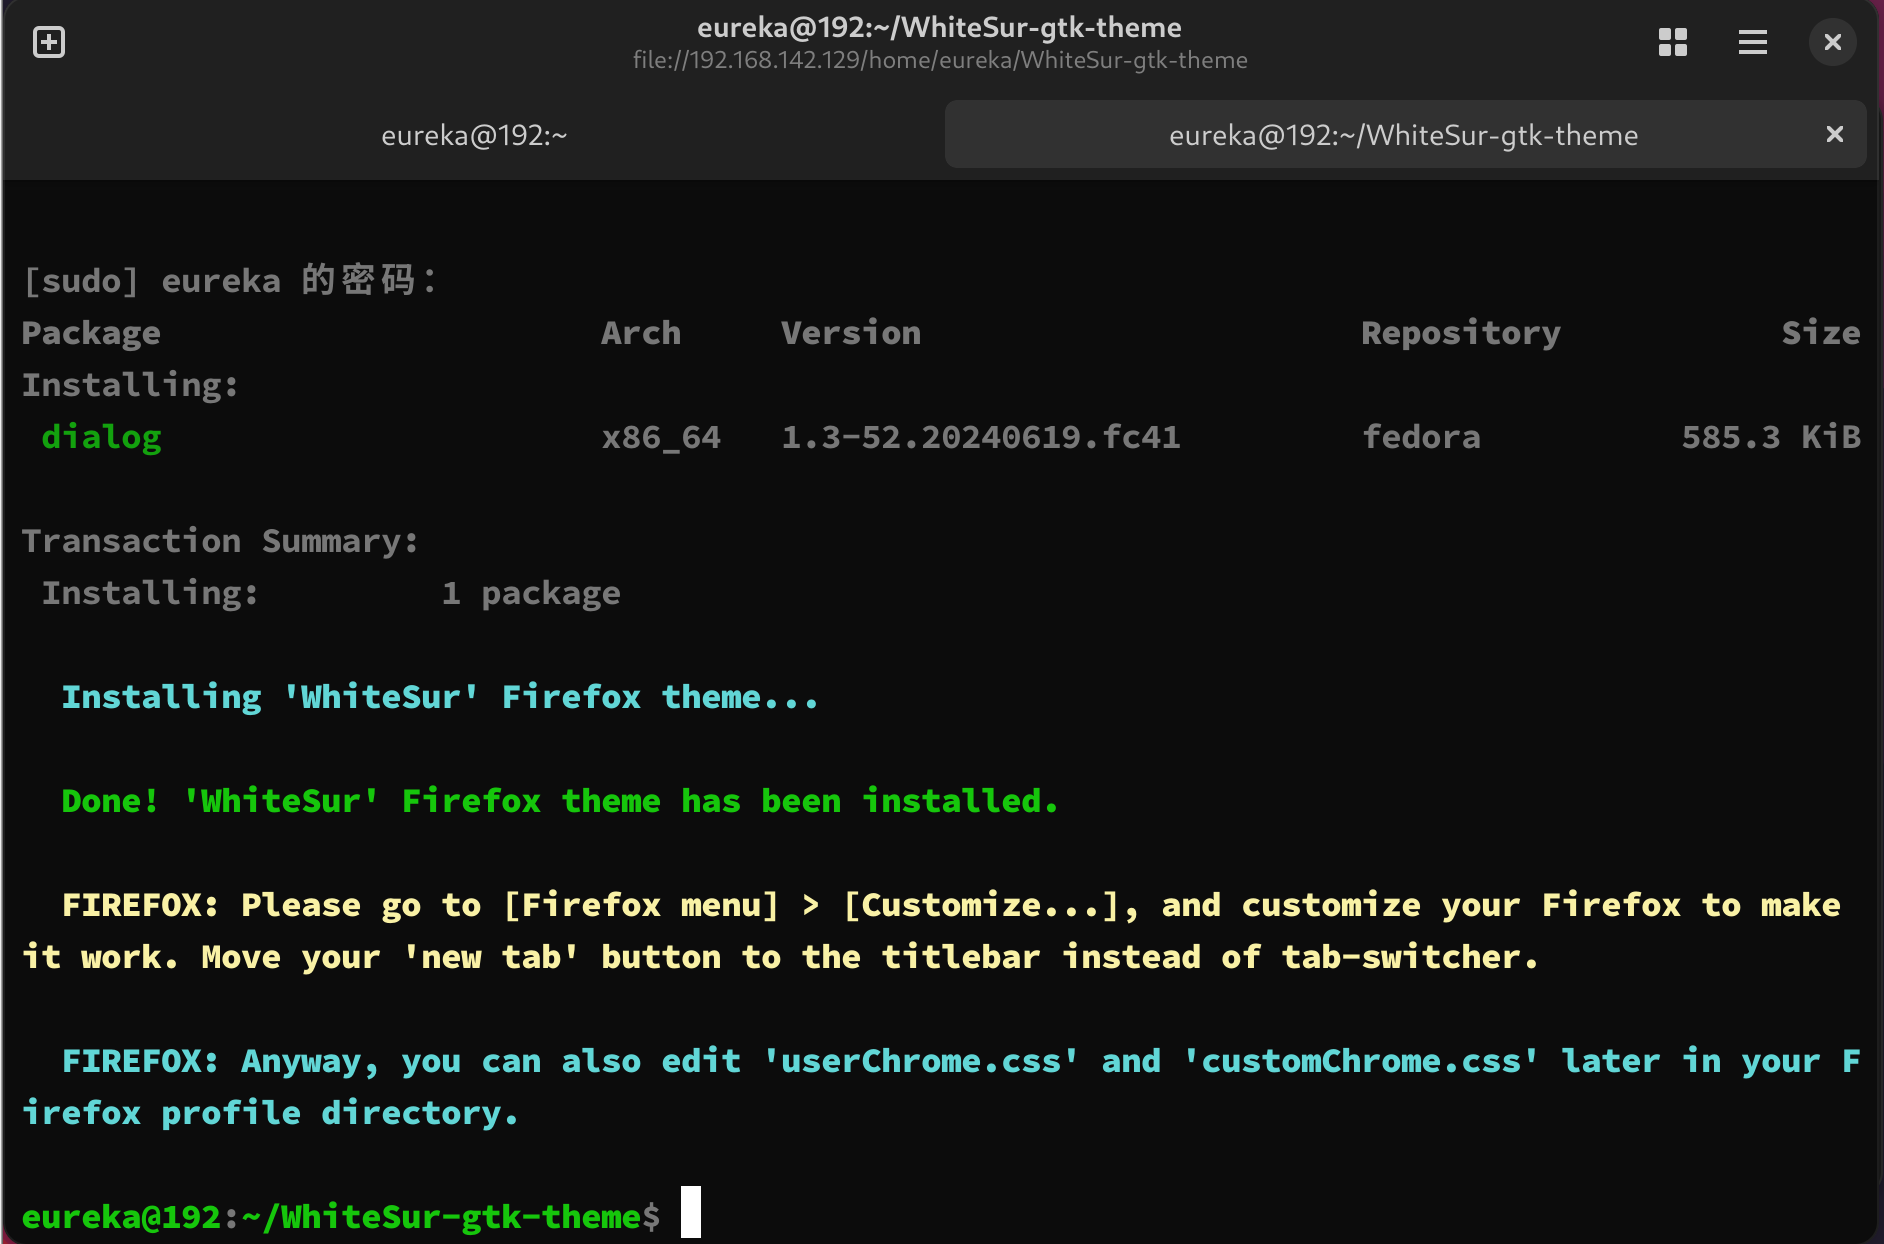 eureka@192:~/WhiteSur-gtk-theme
file://192.168.142.129/home/eureka/WhiteSur-gtk-theme
eureka@192:~
eureka@192:~/WhiteSur-gtk-theme
[sudo] eureka 的密码：
Package Arch Version Repository Size
Installing:
dialog x86_64 1.3-52.20240619.fc41 fedora 585.3 KiB
Transaction Summary:
Installing: 1 package
Installing 'WhiteSur' Firefox theme...
Done! 'WhiteSur' Firefox theme has been installed.
FIREFOX: Please go to [Firefox menu] > [Customize...], and customize your Firefox to make
it work. Move your 'new tab' button to the titlebar instead of tab-switcher.
FIREFOX: Anyway, you can also edit 'userChrome.css' and 'customChrome.css' later in your F
irefox profile directory.
eureka@192:~/WhiteSur-gtk-theme$